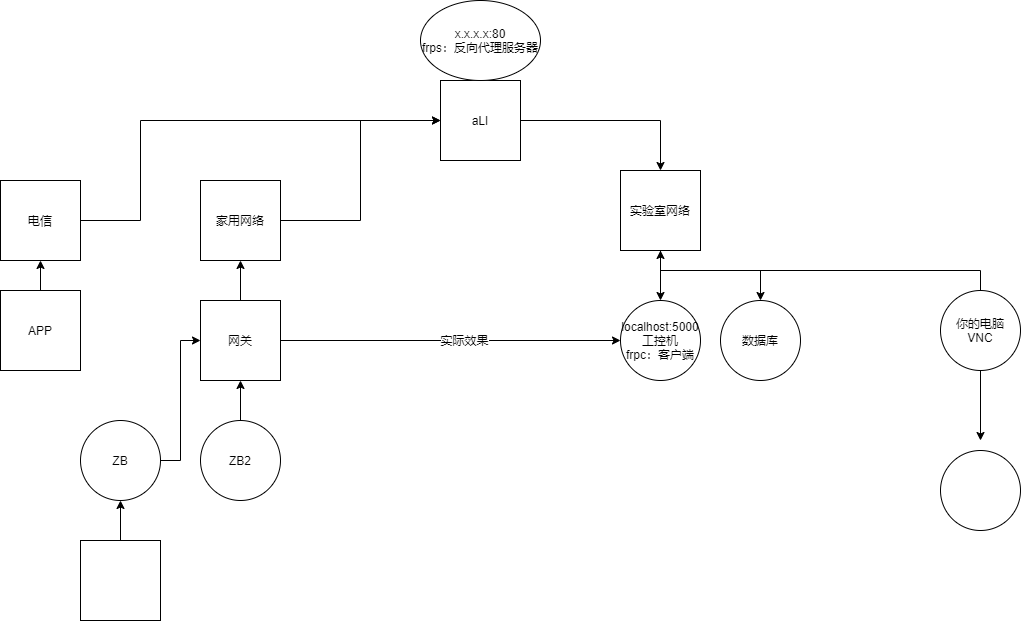 x.x.x.x:80
frps：反向代理服务器
aLI
电信
家用网络
实验室网络
APP
网关
实际效果
localhost:5000
工控机
frpc：客户端
数据库
你的电脑
VNC
ZB
ZB2